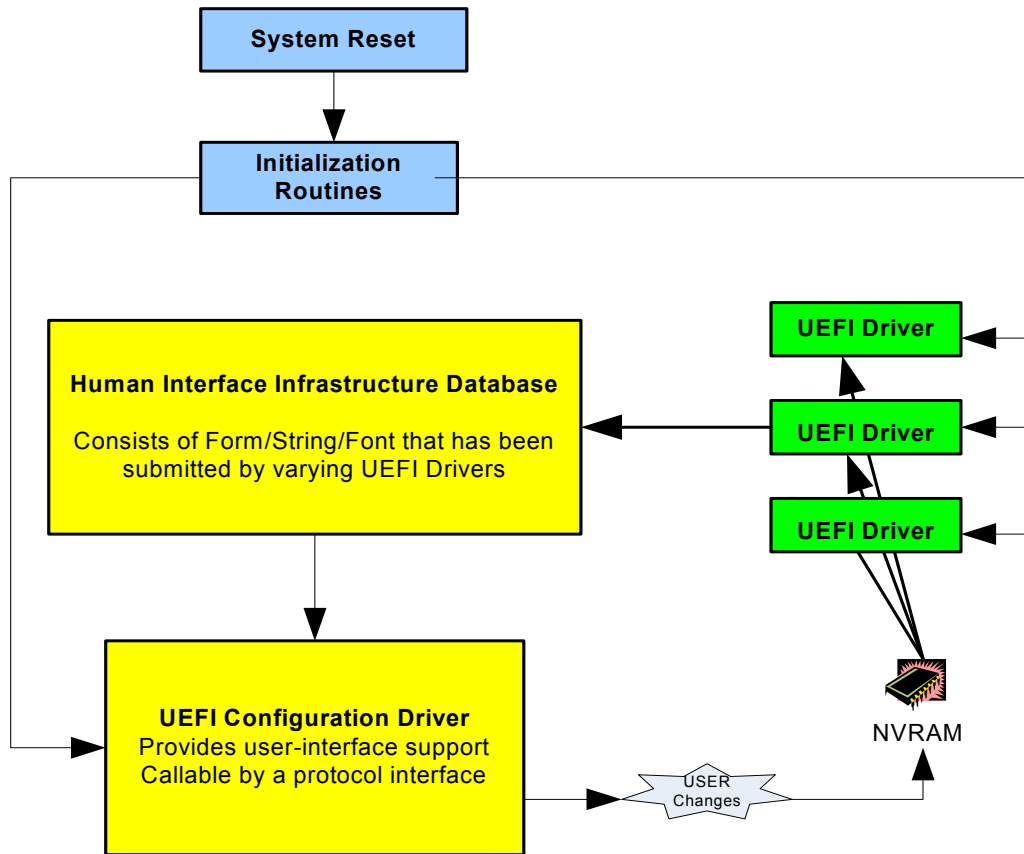 System Reset
Initialization
Routines
Human Interface Infrastructure Database
Consists of Form/String/Font that has been
submitted by varying UEFI Drivers
UEFI Driver
UEFI Driver
UEFI Driver
UEFI Configuration Driver
Provides user-interface support
Callable by a protocol interface
USER
Changes
NVRAM